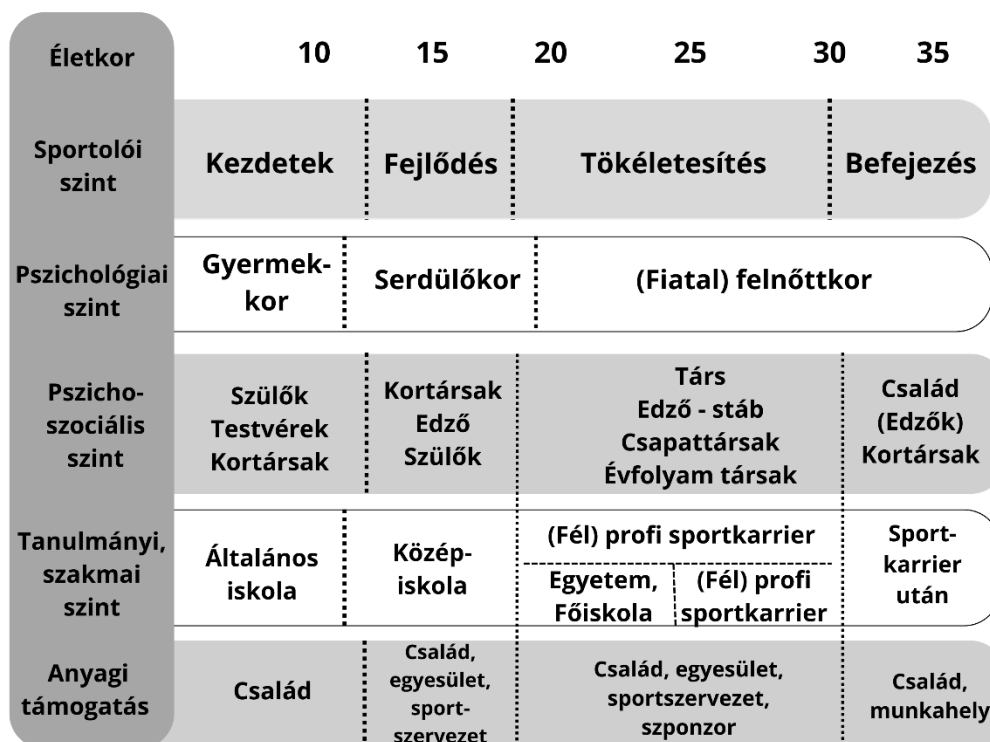 Életkor
10 15 20 25 30 35
Sportolói
szint
Kezdetek
Fejlődés
Tökéletesítés
Befejezés
Pszichológiai
szint
Gyermek-
kor
Serdülőkor
(Fiatal) felnőttkor
Pszicho-
szociális
szint
Szülők
Testvérek
Kortársak
Kortársak
Edző
Szülők
Társ
Edző - stáb
Csapattársak
Évfolyam társak
Család
(Edzők)
Kortársak
Tanulmányi,
szakmai
szint
Általános
iskola
Közép-
iskola
(Fél) profi sportkarrier
Egyetem,
Főiskola
(Fél) profi
sportkarrier
Sport-
karrier
után
Anyagi
támogatás
Család
Család,
egyesület,
sport-
szervezet
Család, egyesület,
sportszervezet,
szponzor
Család,
munkahely